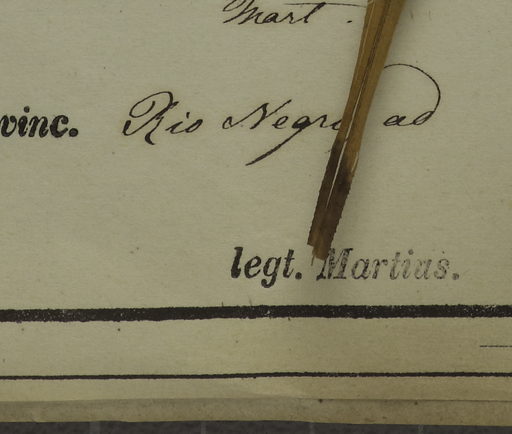 Mart.
vinc. Rio Negro ad
legt. Martius.